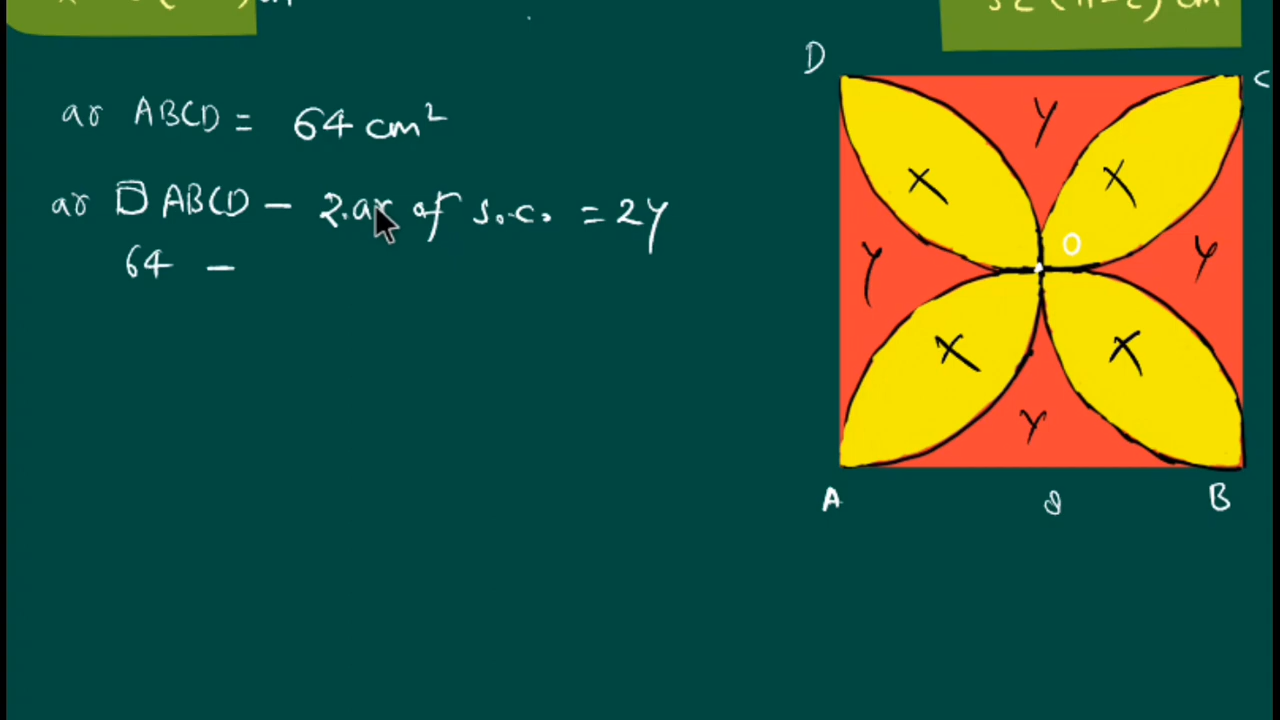 D
C
ar ABCD = 64 cm²
ar □ ABCD - 2.ar of s.c. = 2y
64 -
y
x x
O
y y
x x
y
A 8 B